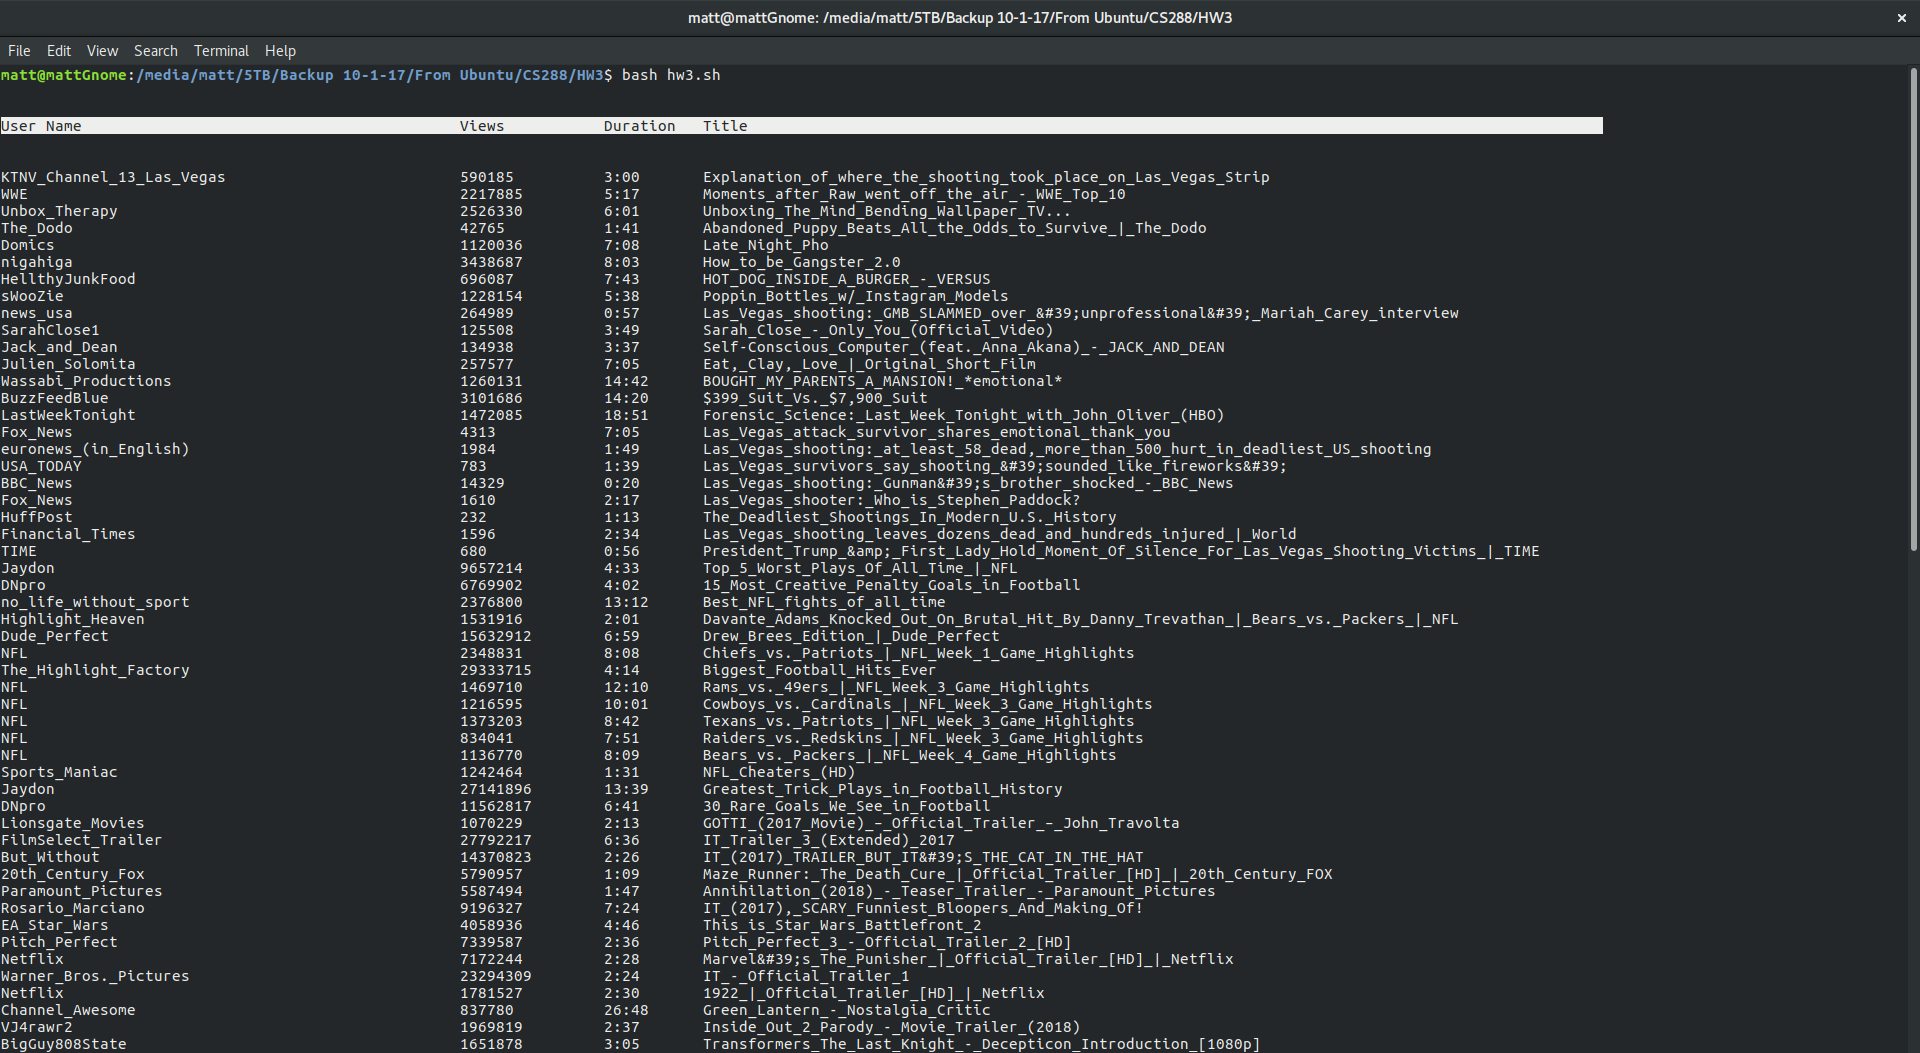 matt@mattGnome: /media/matt/5TB/Backup 10-1-17/From Ubuntu/CS288/HW3
File Edit View Search Terminal Help
matt@mattGnome:/media/matt/5TB/Backup 10-1-17/From Ubuntu/CS288/HW3$ bash hw3.sh
User Name Views Duration Title
KTNV_Channel_13_Las_Vegas 590185 3:00 Explanation_of_where_the_shooting_took_place_on_Las_Vegas_Strip
WWE 2217885 5:17 Moments_after_Raw_went_off_the_air_-_WWE_Top_10
Unbox_Therapy 2526330 6:01 Unboxing_The_Mind_Bending_Wallpaper_TV...
The_Dodo 42765 1:41 Abandoned_Puppy_Beats_All_the_Odds_to_Survive_|_The_Dodo
Domics 1120036 7:08 Late_Night_Pho
nigahiga 3438687 8:03 How_to_be_Gangster_2.0
HellthyJunkFood 696087 7:43 HOT_DOG_INSIDE_A_BURGER_-_VERSUS
sWooZie 1228154 5:38 Poppin_Bottles_w/_Instagram_Models
news_usa 264989 0:57 Las_Vegas_shooting:_GMB_SLAMMED_over_&#39;unprofessional&#39;_Mariah_Carey_interview
SarahClose1 125508 3:49 Sarah_Close_-_Only_You_(Official_Video)
Jack_and_Dean 134938 3:37 Self-Conscious_Computer_(feat._Anna_Akana)_-_JACK_AND_DEAN
Julien_Solomita 257577 7:05 Eat,_Clay,_Love_|_Original_Short_Film
Wassabi_Productions 1260131 14:42 BOUGHT_MY_PARENTS_A_MANSION!_*emotional*
BuzzFeedBlue 3101686 14:20 $399_Suit_Vs._$7,900_Suit
LastWeekTonight 1472085 18:51 Forensic_Science:_Last_Week_Tonight_with_John_Oliver_(HBO)
Fox_News 4313 7:05 Las_Vegas_attack_survivor_shares_emotional_thank_you
euronews_(in_English) 1984 1:49 Las_Vegas_shooting:_at_least_58_dead,_more_than_500_hurt_in_deadliest_US_shooting
USA_TODAY 783 1:39 Las_Vegas_survivors_say_shooting_&#39;sounded_like_fireworks&#39;
BBC_News 14329 0:20 Las_Vegas_shooting:_Gunman&#39;s_brother_shocked_-_BBC_News
Fox_News 1610 2:17 Las_Vegas_shooter:_Who_is_Stephen_Paddock?
HuffPost 232 1:13 The_Deadliest_Shootings_In_Modern_U.S._History
Financial_Times 1596 2:34 Las_Vegas_shooting_leaves_dozens_dead_and_hundreds_injured_|_World
TIME 680 0:56 President_Trump_&amp;_First_Lady_Hold_Moment_Of_Silence_For_Las_Vegas_Shooting_Victims_|_TIME
Jaydon 9657214 4:33 Top_5_Worst_Plays_Of_All_Time_|_NFL
DNpro 6769902 4:02 15_Most_Creative_Penalty_Goals_in_Football
no_life_without_sport 2376800 13:12 Best_NFL_fights_of_all_time
Highlight_Heaven 1531916 2:01 Davante_Adams_Knocked_Out_On_Brutal_Hit_By_Danny_Trevathan_|_Bears_vs._Packers_|_NFL
Dude_Perfect 15632912 6:59 Drew_Brees_Edition_|_Dude_Perfect
NFL 2348831 8:08 Chiefs_vs._Patriots_|_NFL_Week_1_Game_Highlights
The_Highlight_Factory 29333715 4:14 Biggest_Football_Hits_Ever
NFL 1469710 12:10 Rams_vs._49ers_|_NFL_Week_3_Game_Highlights
NFL 1216595 10:01 Cowboys_vs._Cardinals_|_NFL_Week_3_Game_Highlights
NFL 1373203 8:42 Texans_vs._Patriots_|_NFL_Week_3_Game_Highlights
NFL 834041 7:51 Raiders_vs._Redskins_|_NFL_Week_3_Game_Highlights
NFL 1136770 8:09 Bears_vs._Packers_|_NFL_Week_4_Game_Highlights
Sports_Maniac 1242464 1:31 NFL_Cheaters_(HD)
Jaydon 27141896 13:39 Greatest_Trick_Plays_in_Football_History
DNpro 11562817 6:41 30_Rare_Goals_We_See_in_Football
Lionsgate_Movies 1070229 2:13 GOTTI_(2017_Movie)_–_Official_Trailer_–_John_Travolta
FilmSelect_Trailer 27792217 6:36 IT_Trailer_3_(Extended)_2017
But_Without 14370823 2:26 IT_(2017)_TRAILER_BUT_IT&#39;S_THE_CAT_IN_THE_HAT
20th_Century_Fox 5790957 1:09 Maze_Runner:_The_Death_Cure_|_Official_Trailer_[HD]_|_20th_Century_FOX
Paramount_Pictures 5587494 1:47 Annihilation_(2018)_-_Teaser_Trailer_-_Paramount_Pictures
Rosario_Marciano 9196327 7:24 IT_(2017),_SCARY_Funniest_Bloopers_And_Making_Of!
EA_Star_Wars 4058936 4:46 This_is_Star_Wars_Battlefront_2
Pitch_Perfect 7339587 2:36 Pitch_Perfect_3_-_Official_Trailer_2_[HD]
Netflix 7172244 2:28 Marvel&#39;s_The_Punisher_|_Official_Trailer_[HD]_|_Netflix
Warner_Bros._Pictures 23294309 2:24 IT_-_Official_Trailer_1
Netflix 1781527 2:30 1922_|_Official_Trailer_[HD]_|_Netflix
Channel_Awesome 837780 26:48 Green_Lantern_-_Nostalgia_Critic
VJ4rawr2 1969819 2:37 Inside_Out_2_Parody_-_Movie_Trailer_(2018)
BigGuy808State 1651878 3:05 Transformers_The_Last_Knight_-_Decepticon_Introduction_[1080p]